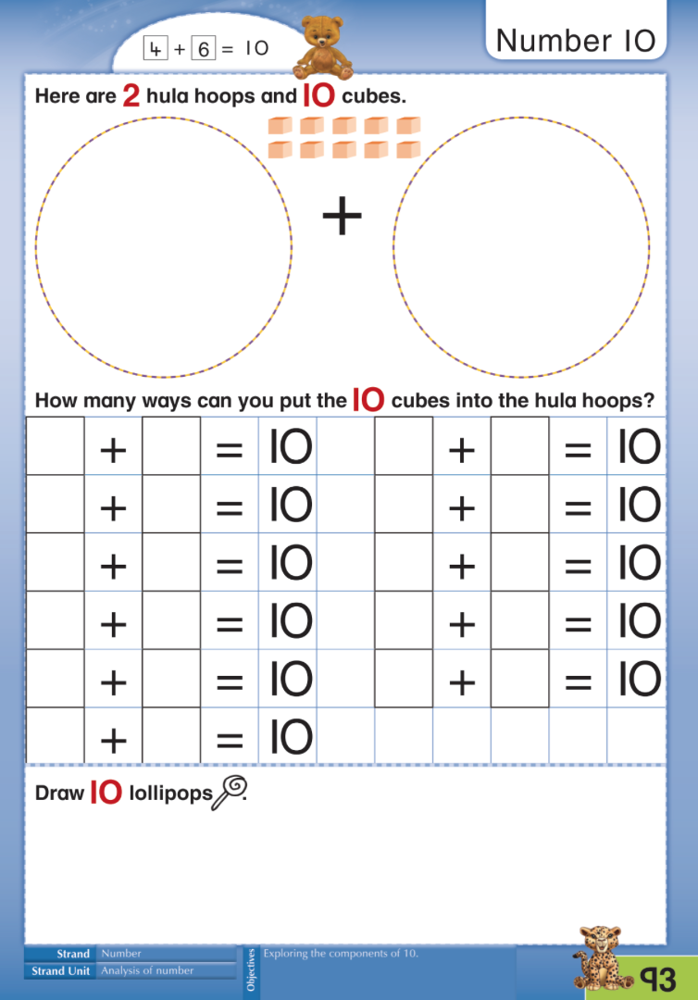 4 + 6 = 10
Number 10
Here are 2 hula hoops and 10 cubes.
+
How many ways can you put the 10 cubes into the hula hoops?
+ = 10 + = 10
+ = 10 + = 10
+ = 10 + = 10
+ = 10 + = 10
+ = 10 + = 10
+ = 10
Draw 10 lollipops .
Strand Number
Strand Unit Analysis of number
Objectives
Exploring the components of 10.
93